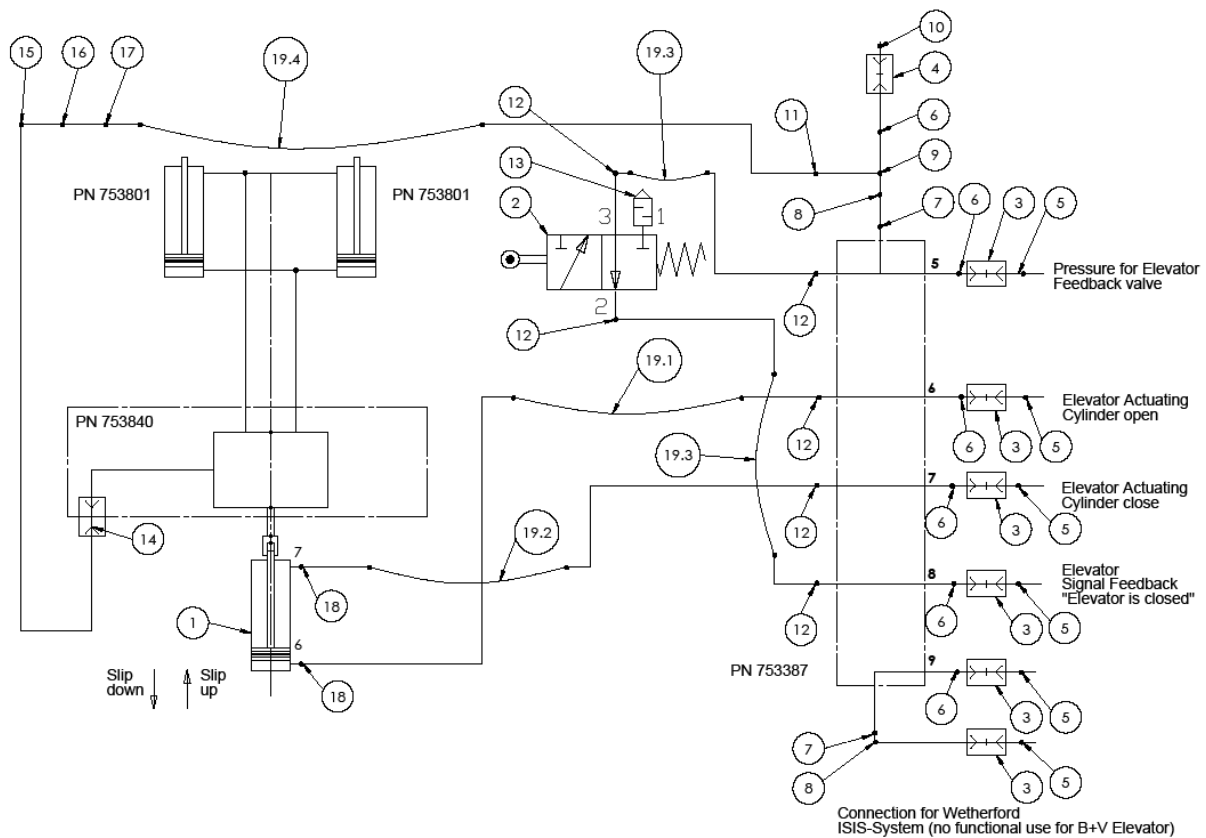 10
15
16
17
19.4
19.3
4
12
11
6
13
9
PN 753801
PN 753801
2
3
1
8
7
6
3
5
5
Pressure for Elevator
Feedback valve
2
12
12
19.1
6
Elevator Actuating
Cylinder open
PN 753840
12
6
3
5
19.3
7
Elevator Actuating
Cylinder close
14
19.2
12
6
3
5
7
8
Elevator
Signal Feedback
"Elevator is closed"
18
1
12
6
3
5
6
Slip
down
Slip
up
18
PN 753387
9
6
3
5
7
8
3
5
Connection for Wetherford
ISIS-System (no functional use for B+V Elevator)